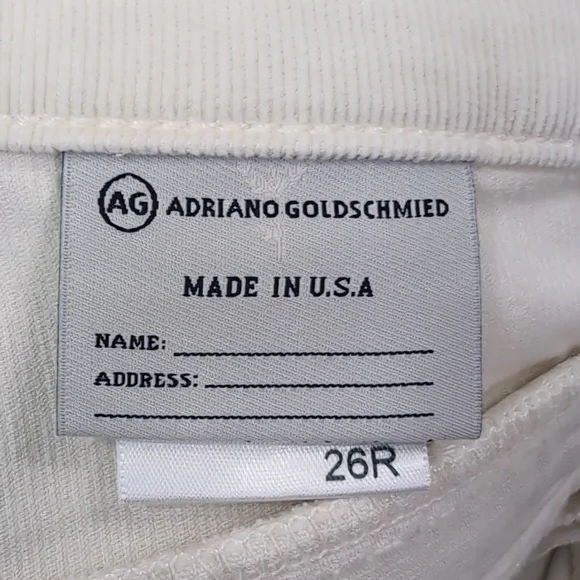 AG ADRIANO GOLDSCHMIED
MADE IN U.S.A
NAME:
ADDRESS:
26R